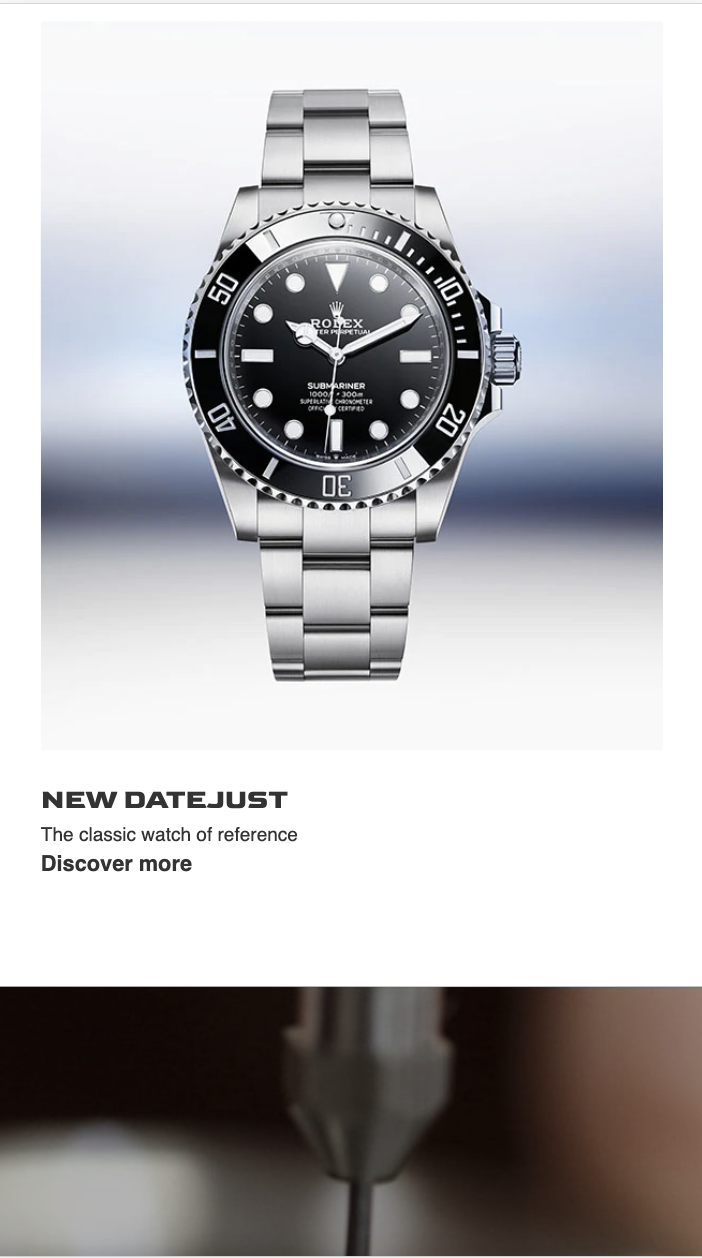 50
10
40
20
30
ROLEX
OYSTER PERPETUAL
SUBMARINER
1000ft = 300m
SUPERLATIVE CHRONOMETER
OFFICIALLY CERTIFIED
SWISS MADE
NEW DATEJUST
The classic watch of reference
Discover more